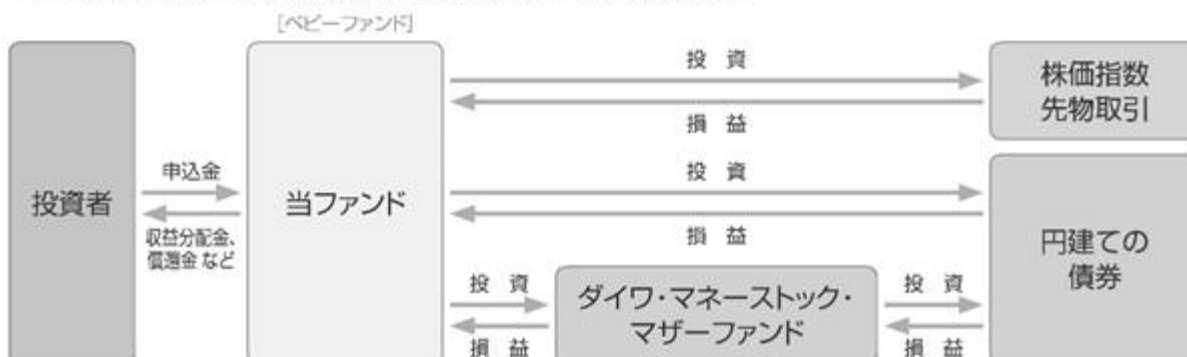 [ベビーファンド]
投資者
申込金
収益分配金、
償還金 など
当ファンド
投 資
損 益
株価指数
先物取引
投 資
損 益
円建ての
債券
投 資
損 益
ダイワ・マネーストック・
マザーファンド
投 資
損 益